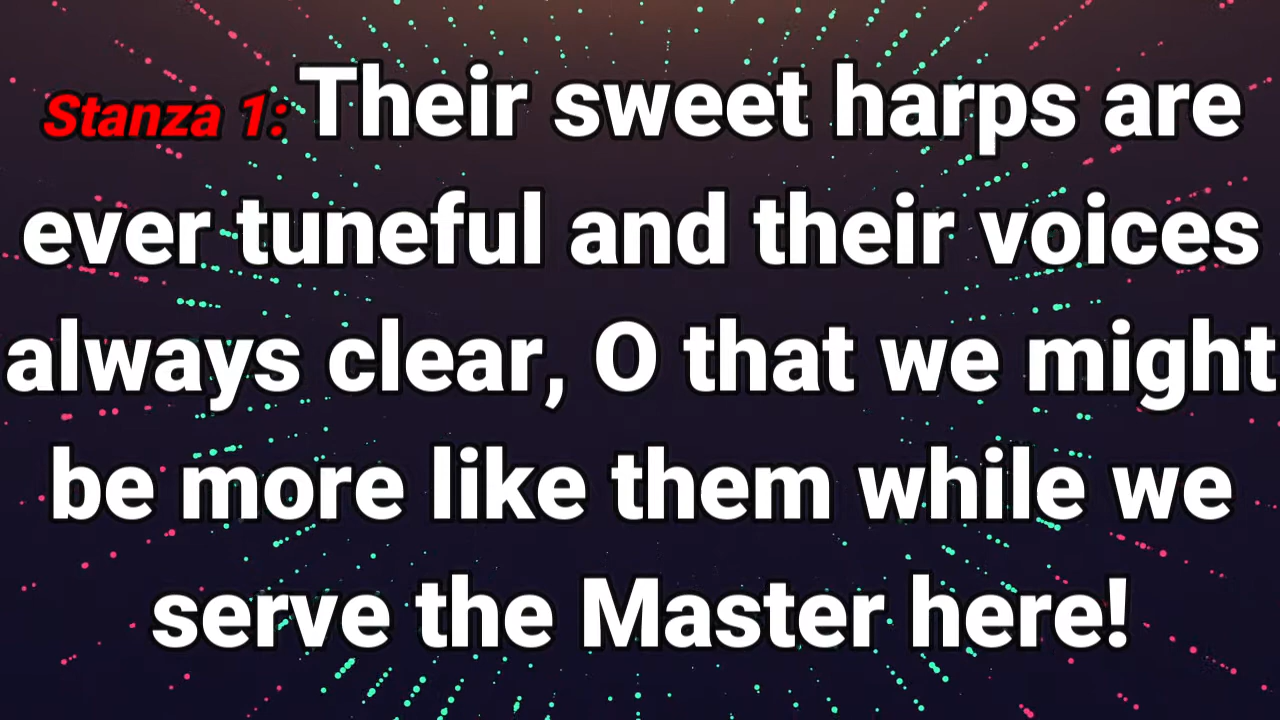 Stanza 1: Their sweet harps are
ever tuneful and their voices
always clear, O that we might
be more like them while we
serve the Master here!